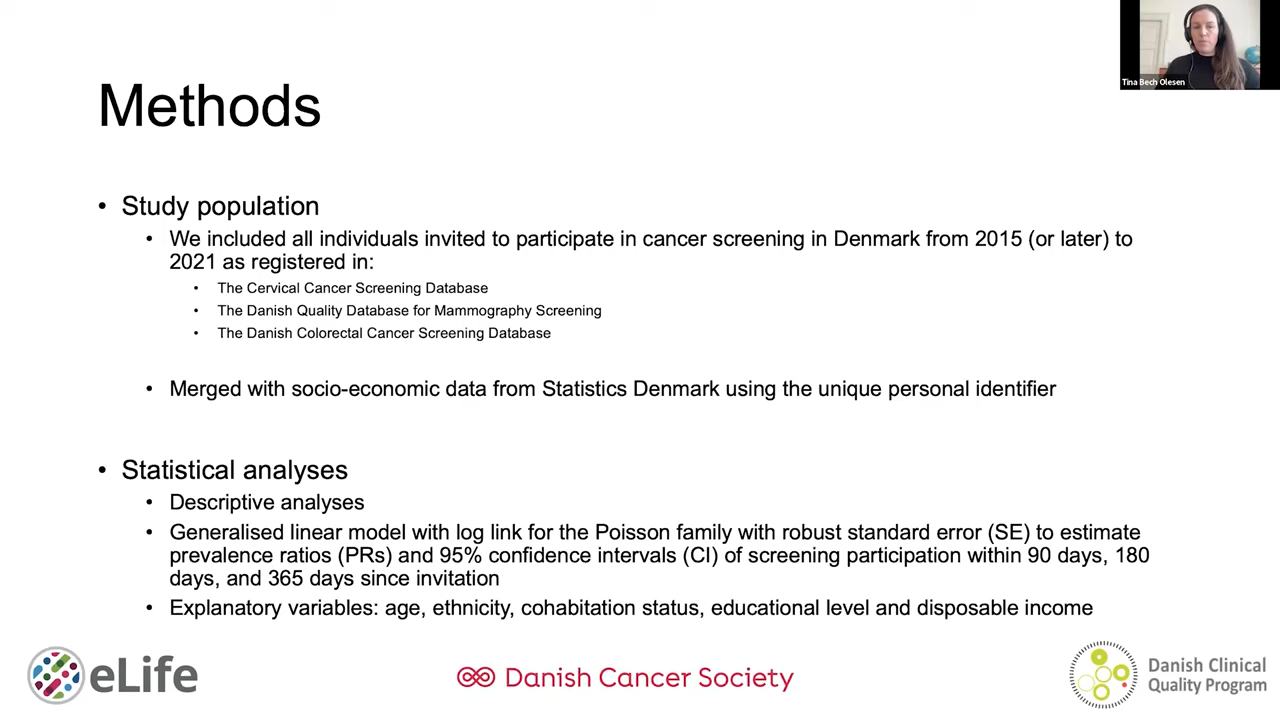 Tina Bech Olesen
Methods
• Study population
• We included all individuals invited to participate in cancer screening in Denmark from 2015 (or later) to
2021 as registered in:
• The Cervical Cancer Screening Database
• The Danish Quality Database for Mammography Screening
• The Danish Colorectal Cancer Screening Database
• Merged with socio-economic data from Statistics Denmark using the unique personal identifier
• Statistical analyses
• Descriptive analyses
• Generalised linear model with log link for the Poisson family with robust standard error (SE) to estimate
prevalence ratios (PRs) and 95% confidence intervals (CI) of screening participation within 90 days, 180
days, and 365 days since invitation
• Explanatory variables: age, ethnicity, cohabitation status, educational level and disposable income
eLife
Danish Cancer Society
Danish Clinical
Quality Program